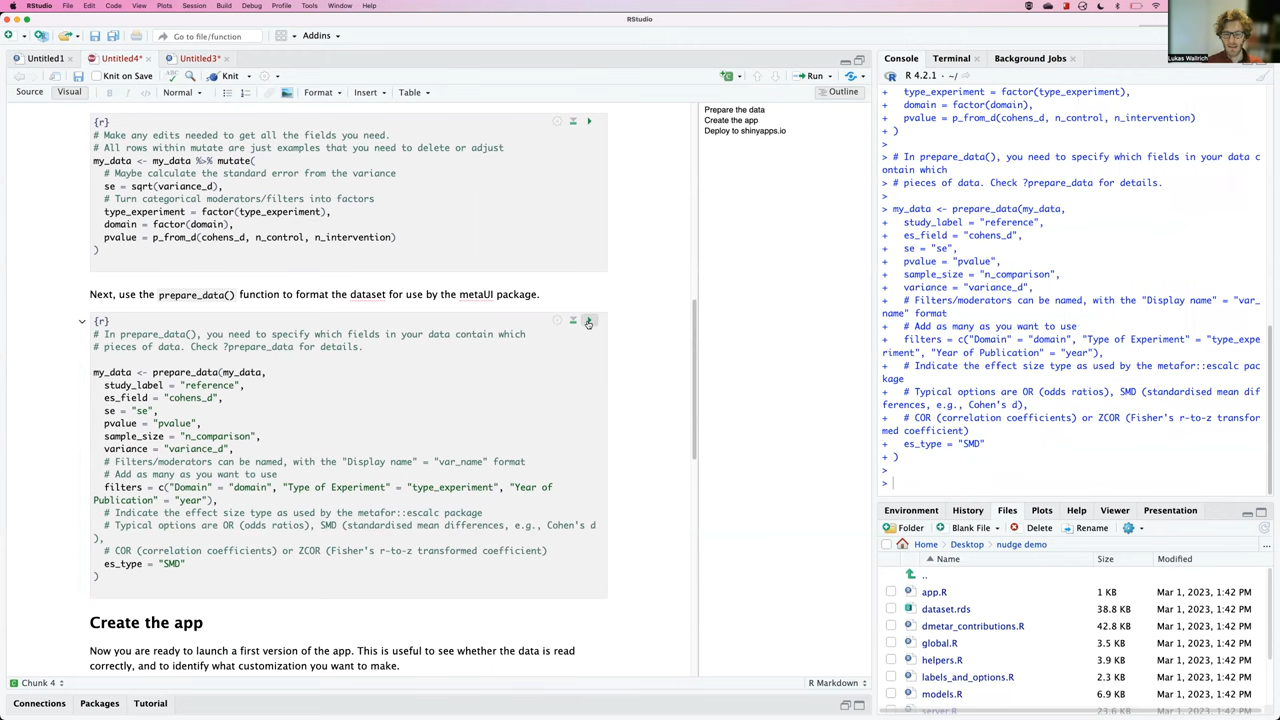 RStudio File Edit Code View Plots Session Build Debug Profile Tools Window Help
RStudio
Go to file/function
Addins
Untitled1
Untitled4*
Untitled3*
Knit on Save
Knit
Run
Source
Visual
Normal
Format
Insert
Table
Outline
{r}
# Make any edits needed to get all the fields you need.
# All rows within mutate are just examples that you need to delete or adjust
my_data <- my_data %>% mutate(
# Maybe calculate the standard error from the variance
se = sqrt(variance_d),
# Turn categorical moderators/filters into factors
type_experiment = factor(type_experiment),
domain = factor(domain),
pvalue = p_from_d(cohens_d, n_control, n_intervention)
)
Next, use the prepare_data() function to format the dataset for use by the metaUI package.
{r}
# In prepare_data(), you need to specify which fields in your data contain which
# pieces of data. Check ?prepare_data for details.
my_data <- prepare_data(my_data,
study_label = "reference",
es_field = "cohens_d",
se = "se",
pvalue = "pvalue",
sample_size = "n_comparison",
variance = "variance_d",
# Filters/moderators can be named, with the "Display name" = "var_name" format
# Add as many as you want to use
filters = c("Domain" = "domain", "Type of Experiment" = "type_experiment", "Year of
Publication" = "year"),
# Indicate the effect size type as used by the metafor::escalc package
# Typical options are OR (odds ratios), SMD (standardised mean differences, e.g., Cohen's d
),
# COR (correlation coefficients) or ZCOR (Fisher's r-to-z transformed coefficient)
es_type = "SMD"
)
Create the app
Now you are ready to build a first version of the app. This is useful to see whether the data is read
correctly, and to identify what customization you want to make.
Chunk 4
R Markdown
Connections
Packages
Tutorial
Prepare the data
Create the app
Deploy to shinyapps.io
Lukas Wallrich
Console
Terminal
Background Jobs
R 4.2.1 · ~/
+ type_experiment = factor(type_experiment),
+ domain = factor(domain),
+ pvalue = p_from_d(cohens_d, n_control, n_intervention)
+ )
>
> # In prepare_data(), you need to specify which fields in your data c
ontain which
> # pieces of data. Check ?prepare_data for details.
>
> my_data <- prepare_data(my_data,
+ study_label = "reference",
+ es_field = "cohens_d",
+ se = "se",
+ pvalue = "pvalue",
+ sample_size = "n_comparison",
+ variance = "variance_d",
+ # Filters/moderators can be named, with the "Display name" = "var_
name" format
+ # Add as many as you want to use
+ filters = c("Domain" = "domain", "Type of Experiment" = "type_expe
riment", "Year of Publication" = "year"),
+ # Indicate the effect size type as used by the metafor::escalc pac
kage
+ # Typical options are OR (odds ratios), SMD (standardised mean dif
ferences, e.g., Cohen's d),
+ # COR (correlation coefficients) or ZCOR (Fisher's r-to-z transfor
med coefficient)
+ es_type = "SMD"
+ )
>
>
Environment
History
Files
Plots
Help
Viewer
Presentation
Folder
Blank File
Delete
Rename
Home
Desktop
nudge demo
Name
Size
Modified
..
app.R 1 KB Mar 1, 2023, 1:42 PM
dataset.rds 38.8 KB Mar 1, 2023, 1:42 PM
dmetar_contributions.R 42.8 KB Mar 1, 2023, 1:42 PM
global.R 3.5 KB Mar 1, 2023, 1:42 PM
helpers.R 3.9 KB Mar 1, 2023, 1:42 PM
labels_and_options.R 2.3 KB Mar 1, 2023, 1:42 PM
models.R 6.9 KB Mar 1, 2023, 1:42 PM
server.R 23.6 KB Mar 1, 2023, 1:42 PM